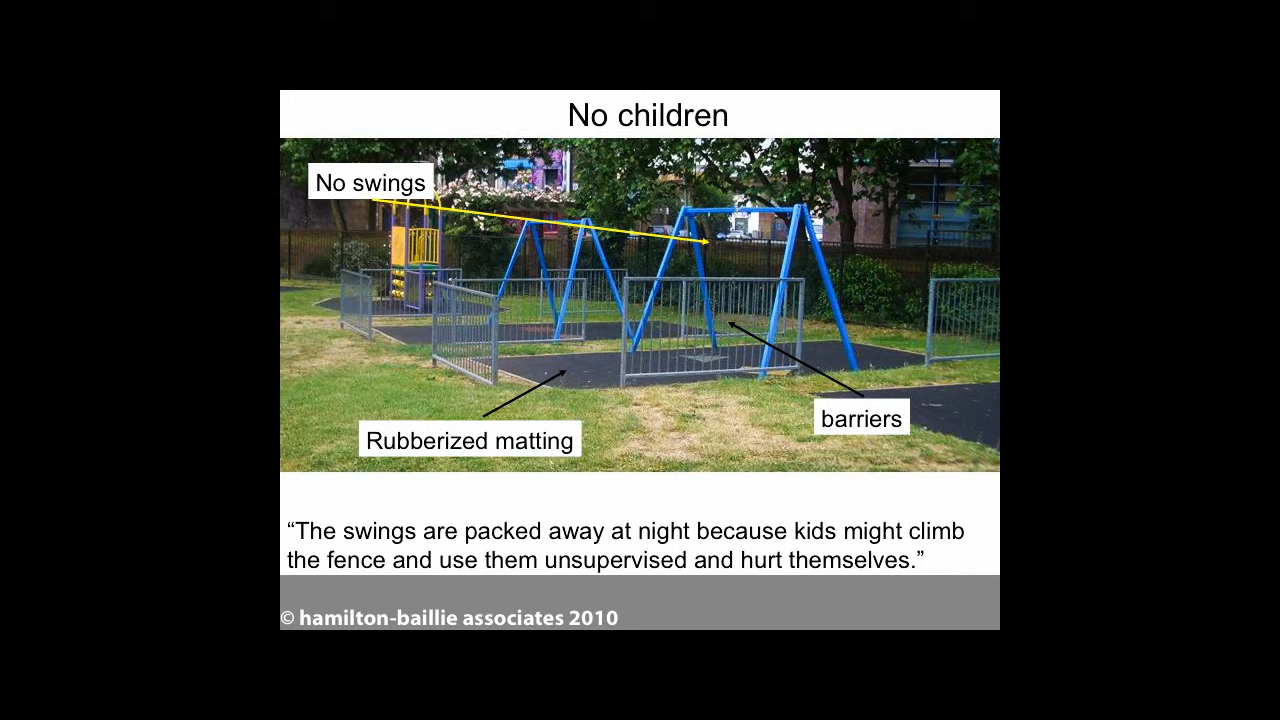 No children
No swings
Rubberized matting
barriers
“The swings are packed away at night because kids might climb
the fence and use them unsupervised and hurt themselves.”
© hamilton-baillie associates 2010